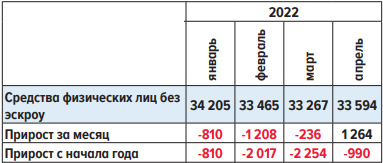 2022
январь февраль март апрель
Средства физических лиц без эскроу 34 205 33 465 33 267 33 594
Прирост за месяц -810 -1 208 -236 1 264
Прирост с начала года -810 -2 017 -2 254 -990